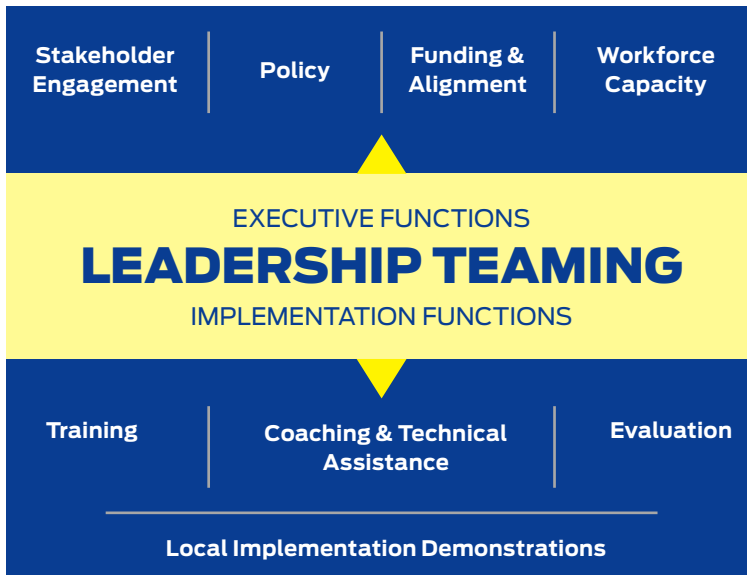 Stakeholder
Engagement
Policy
Funding &
Alignment
Workforce
Capacity
EXECUTIVE FUNCTIONS
LEADERSHIP TEAMING
IMPLEMENTATION FUNCTIONS
Training
Coaching & Technical
Assistance
Evaluation
Local Implementation Demonstrations